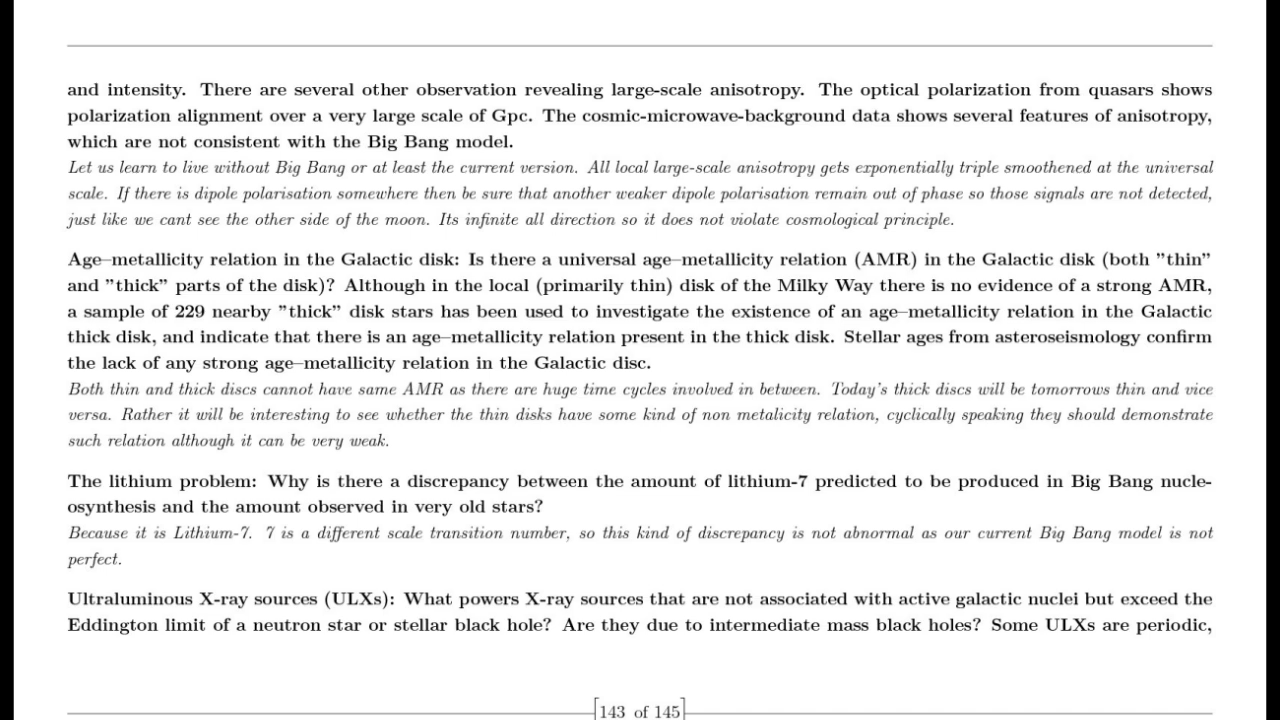 and intensity. There are several other observation revealing large-scale anisotropy. The optical polarization from quasars shows
polarization alignment over a very large scale of Gpc. The cosmic-microwave-background data shows several features of anisotropy,
which are not consistent with the Big Bang model.
Let us learn to live without Big Bang or at least the current version. All local large-scale anisotropy gets exponentially triple smoothened at the universal
scale. If there is dipole polarisation somewhere then be sure that another weaker dipole polarisation remain out of phase so those signals are not detected,
just like we cant see the other side of the moon. Its infinite all direction so it does not violate cosmological principle.
Age–metallicity relation in the Galactic disk: Is there a universal age–metallicity relation (AMR) in the Galactic disk (both ”thin”
and ”thick” parts of the disk)? Although in the local (primarily thin) disk of the Milky Way there is no evidence of a strong AMR,
a sample of 229 nearby ”thick” disk stars has been used to investigate the existence of an age–metallicity relation in the Galactic
thick disk, and indicate that there is an age–metallicity relation present in the thick disk. Stellar ages from asteroseismology confirm
the lack of any strong age–metallicity relation in the Galactic disc.
Both thin and thick discs cannot have same AMR as there are huge time cycles involved in between. Today's thick discs will be tomorrows thin and vice
versa. Rather it will be interesting to see whether the thin disks have some kind of non metalicity relation, cyclically speaking they should demonstrate
such relation although it can be very weak.
The lithium problem: Why is there a discrepancy between the amount of lithium-7 predicted to be produced in Big Bang nucle-
osynthesis and the amount observed in very old stars?
Because it is Lithium-7. 7 is a different scale transition number, so this kind of discrepancy is not abnormal as our current Big Bang model is not
perfect.
Ultraluminous X-ray sources (ULXs): What powers X-ray sources that are not associated with active galactic nuclei but exceed the
Eddington limit of a neutron star or stellar black hole? Are they due to intermediate mass black holes? Some ULXs are periodic,
[143 of 145]